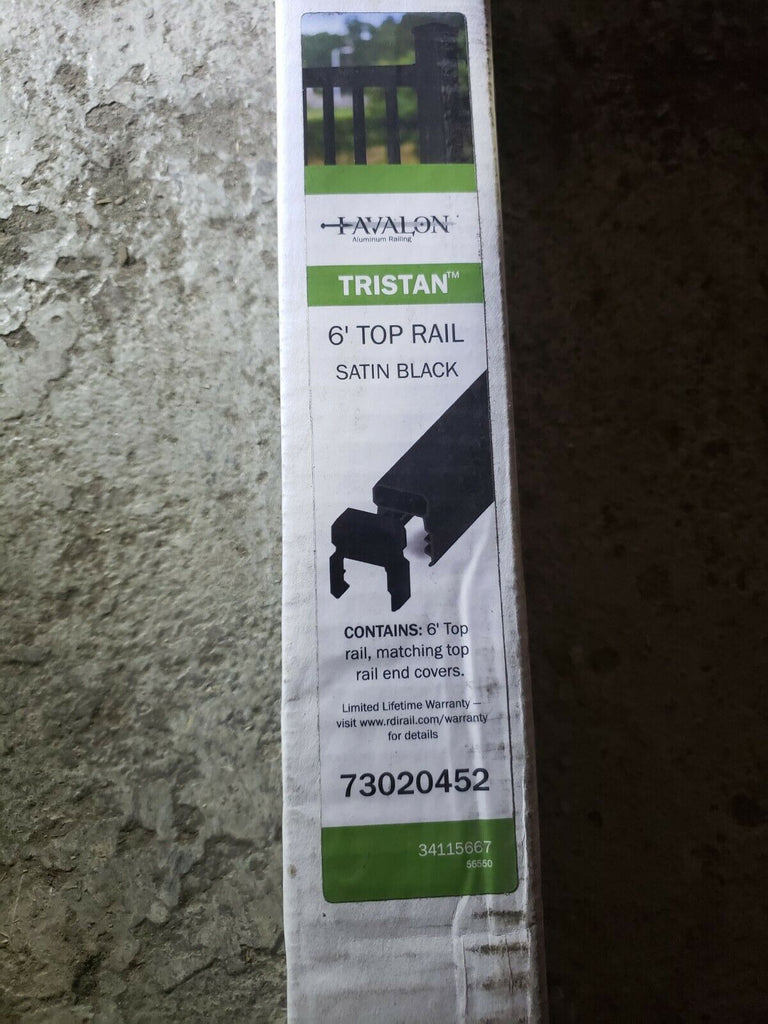 AVALON
Aluminum Railing
TRISTAN™
6' TOP RAIL
SATIN BLACK
CONTAINS: 6' Top
rail, matching top
rail end covers.
Limited Lifetime Warranty —
visit www.rdirail.com/warranty
for details
73020452
34115667
56550